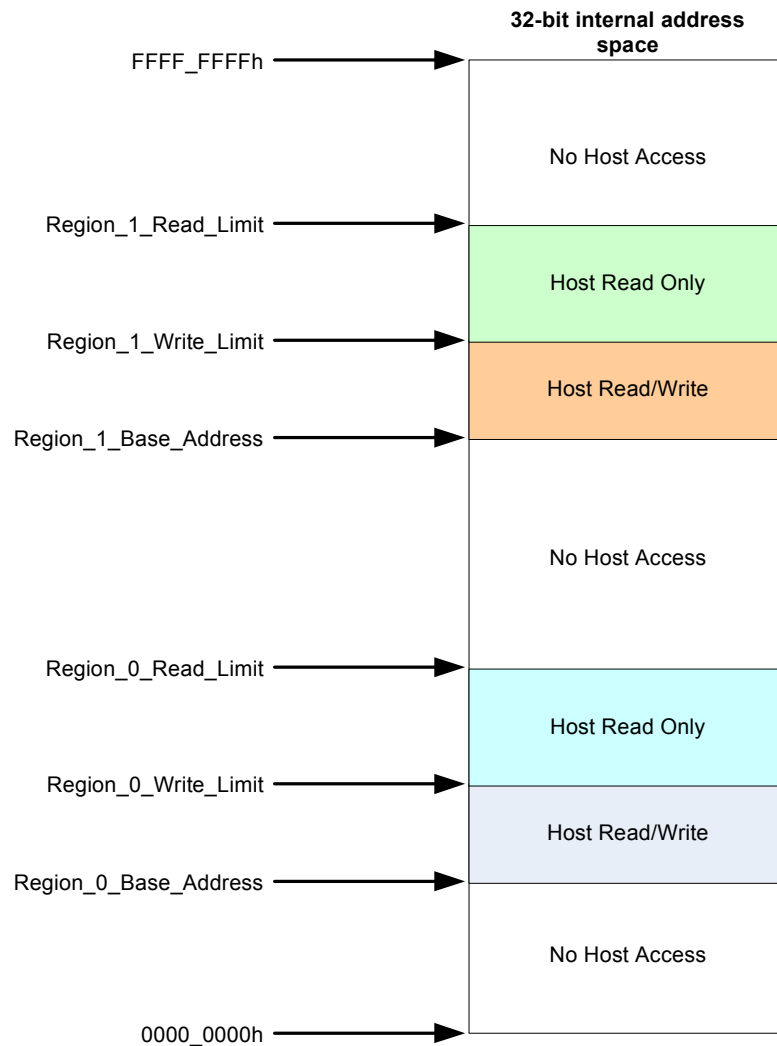 32-bit internal address
space
FFFF_FFFFh
No Host Access
Region_1_Read_Limit
Host Read Only
Region_1_Write_Limit
Host Read/Write
Region_1_Base_Address
No Host Access
Region_0_Read_Limit
Host Read Only
Region_0_Write_Limit
Host Read/Write
Region_0_Base_Address
No Host Access
0000_0000h